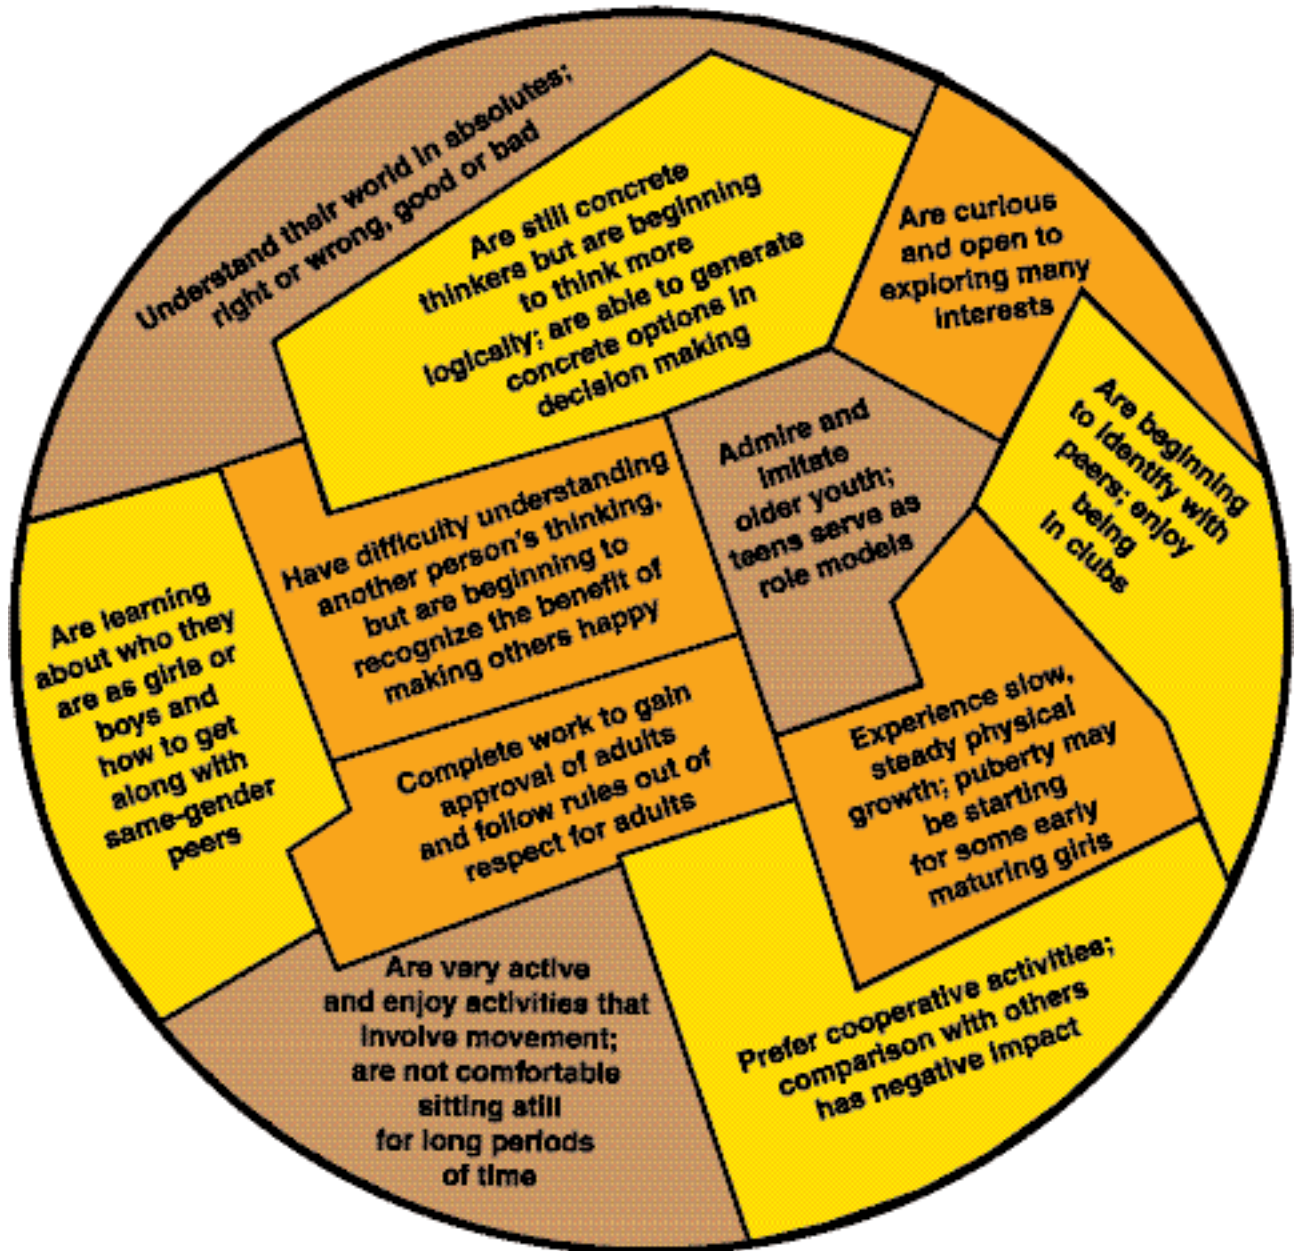 Understand their world in absolutes;
right or wrong, good or bad
Are still concrete
thinkers but are beginning
to think more
logically; are able to generate
concrete options in
decision making
Are curious
and open to
exploring many
interests
Are beginning
to identify with
peers; enjoy
being
in clubs
Admire and
imitate
older youth;
teens serve as
role models
Have difficulty understanding
another person's thinking,
but are beginning to
recognize the benefit of
making others happy
Are learning
about who they
are as girls or
boys and
how to get
along with
same-gender
peers
Complete work to gain
approval of adults
and follow rules out of
respect for adults
Experience slow,
steady physical
growth; puberty may
be starting
for some early
maturing girls
Are very active
and enjoy activities that
involve movement;
are not comfortable
sitting still
for long periods
of time
Prefer cooperative activities;
comparison with others
has negative impact